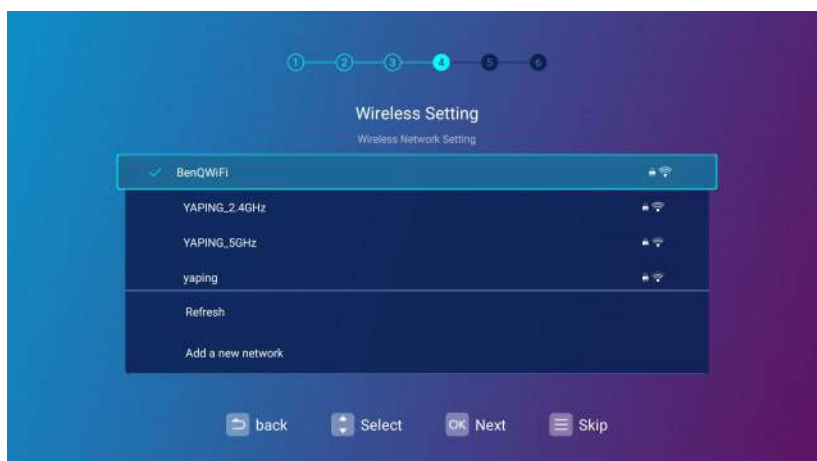 1 2 3 4 5 6
Wireless Setting
Wireless Network Setting
BenQWiFi
YAPING_2.4GHz
YAPING_5GHz
yaping
Refresh
Add a new network
back Select OK Next Skip